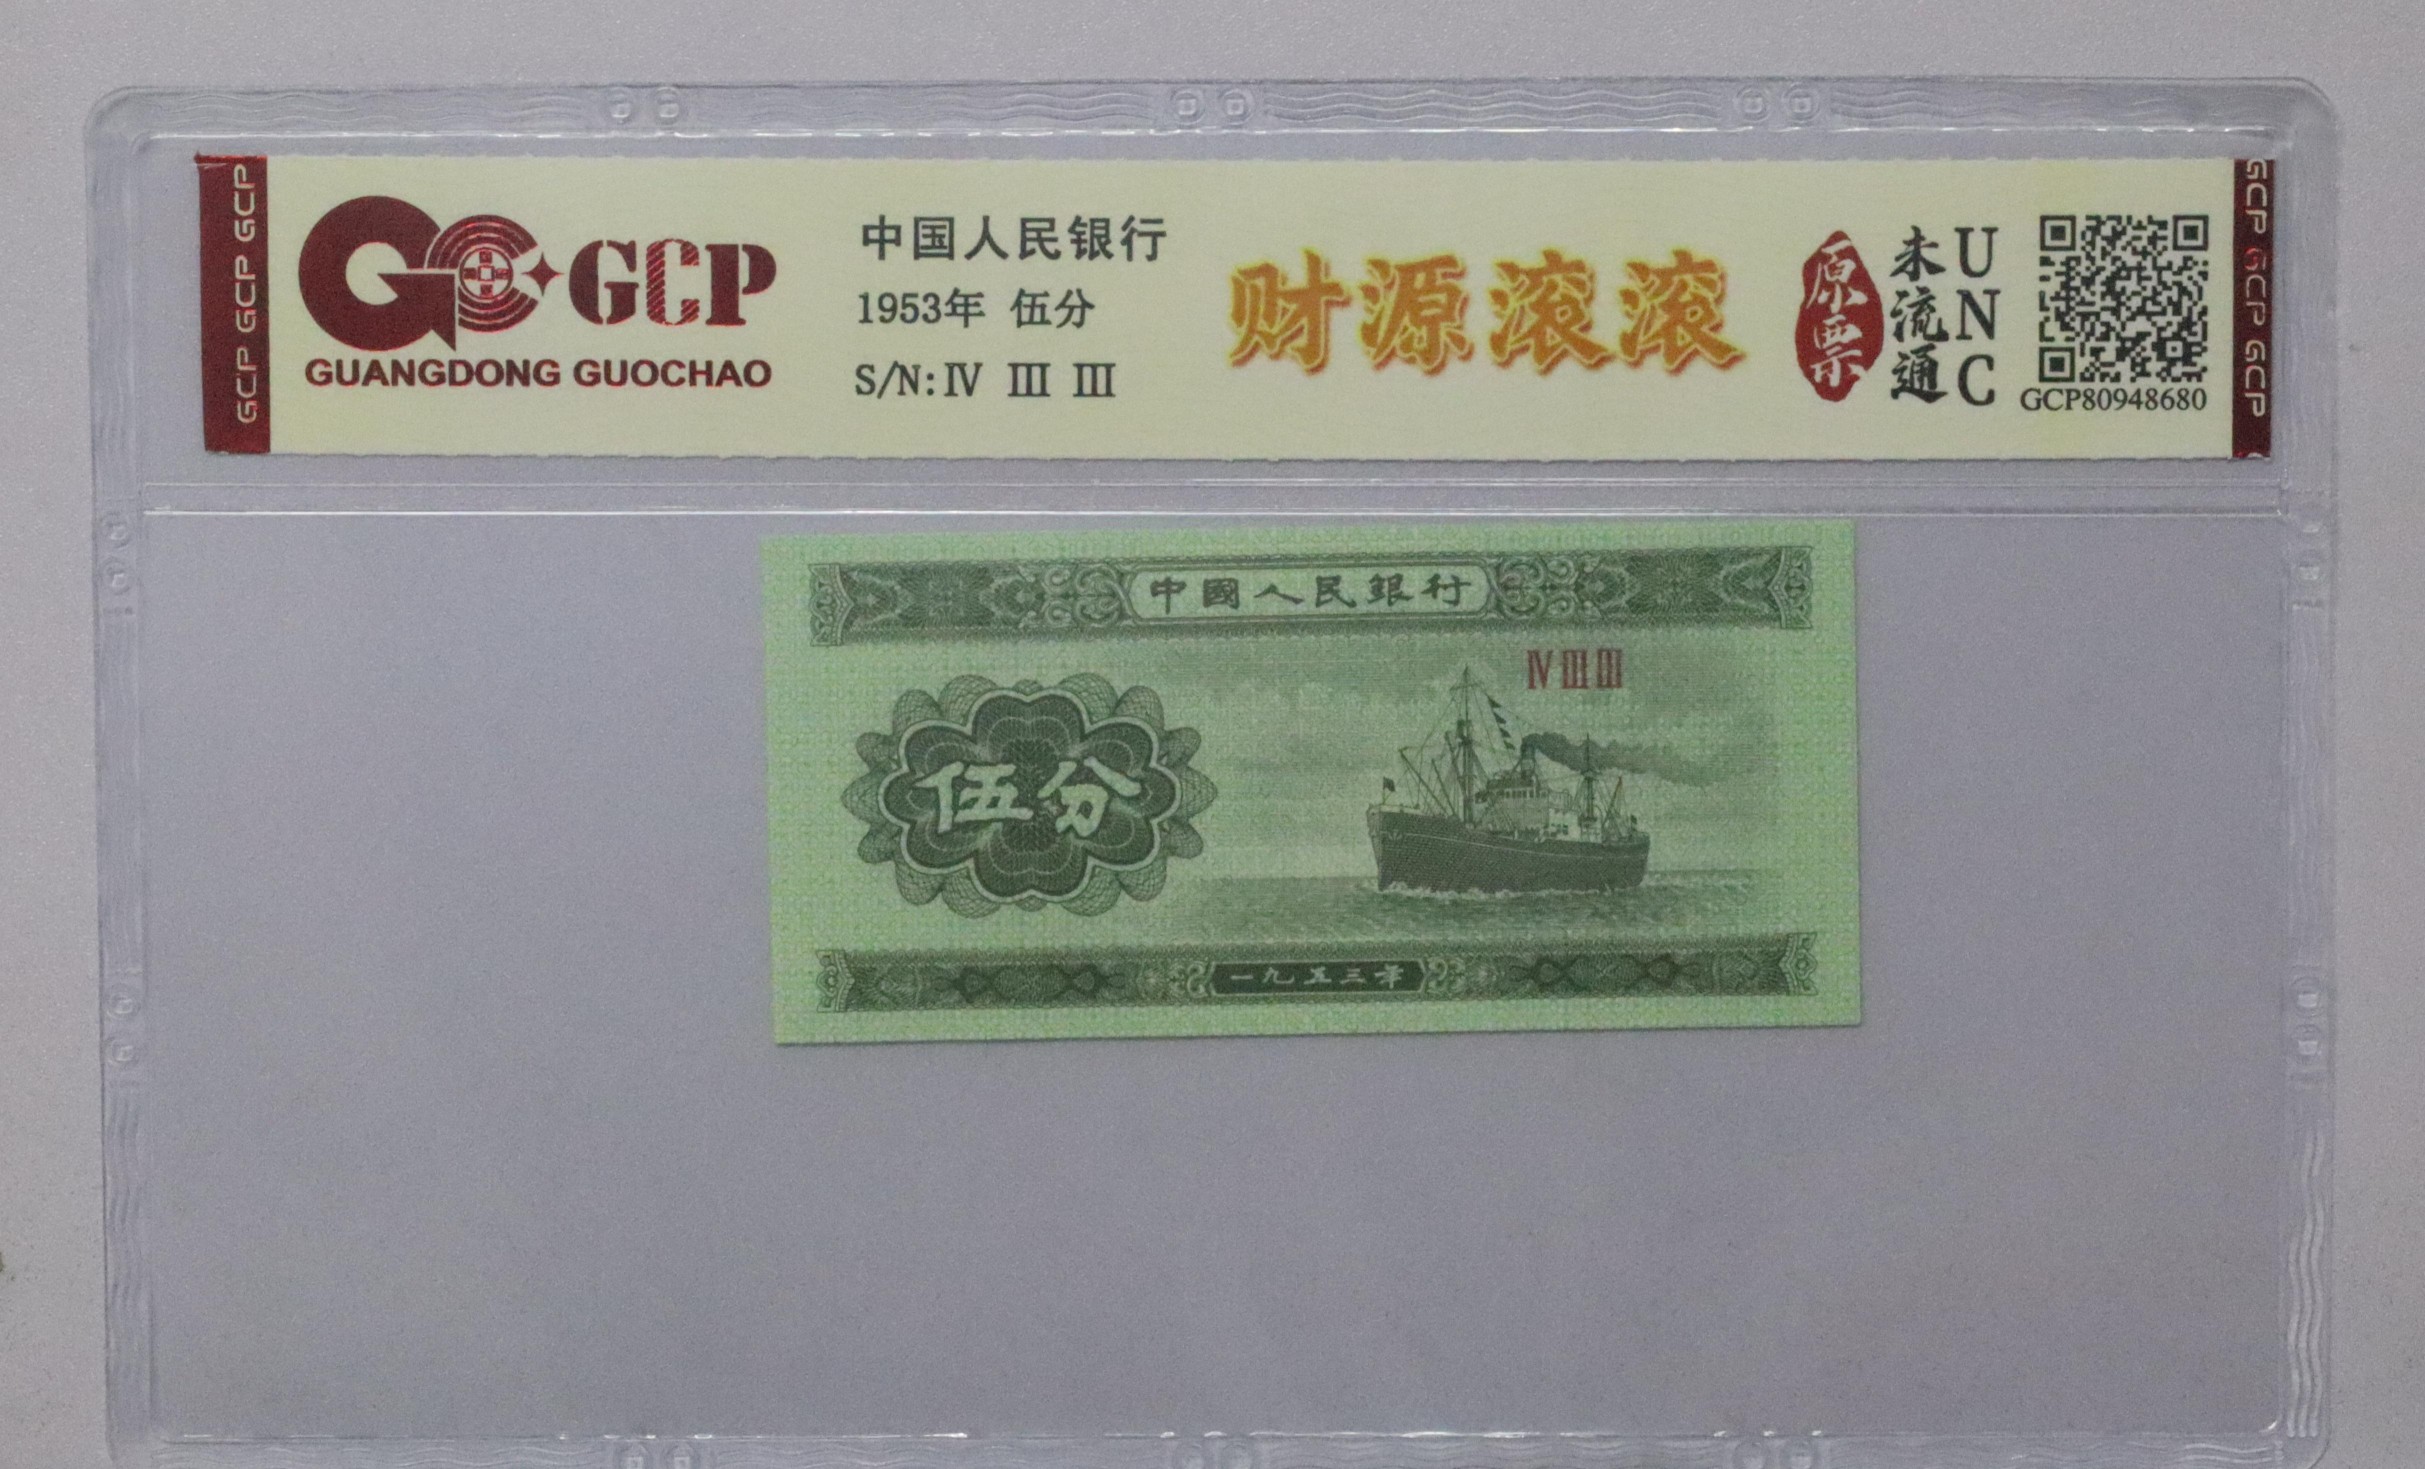 GCP GCP GCP
GCP
GUANGDONG GUOCHAO
中国人民银行
1953年 伍分
S/N: IV III III
财源滚滚
原票
未流通
UNC
GCP80948680
GCP GCP GCP
中國人民銀行
IV III III
伍分
一九五三年